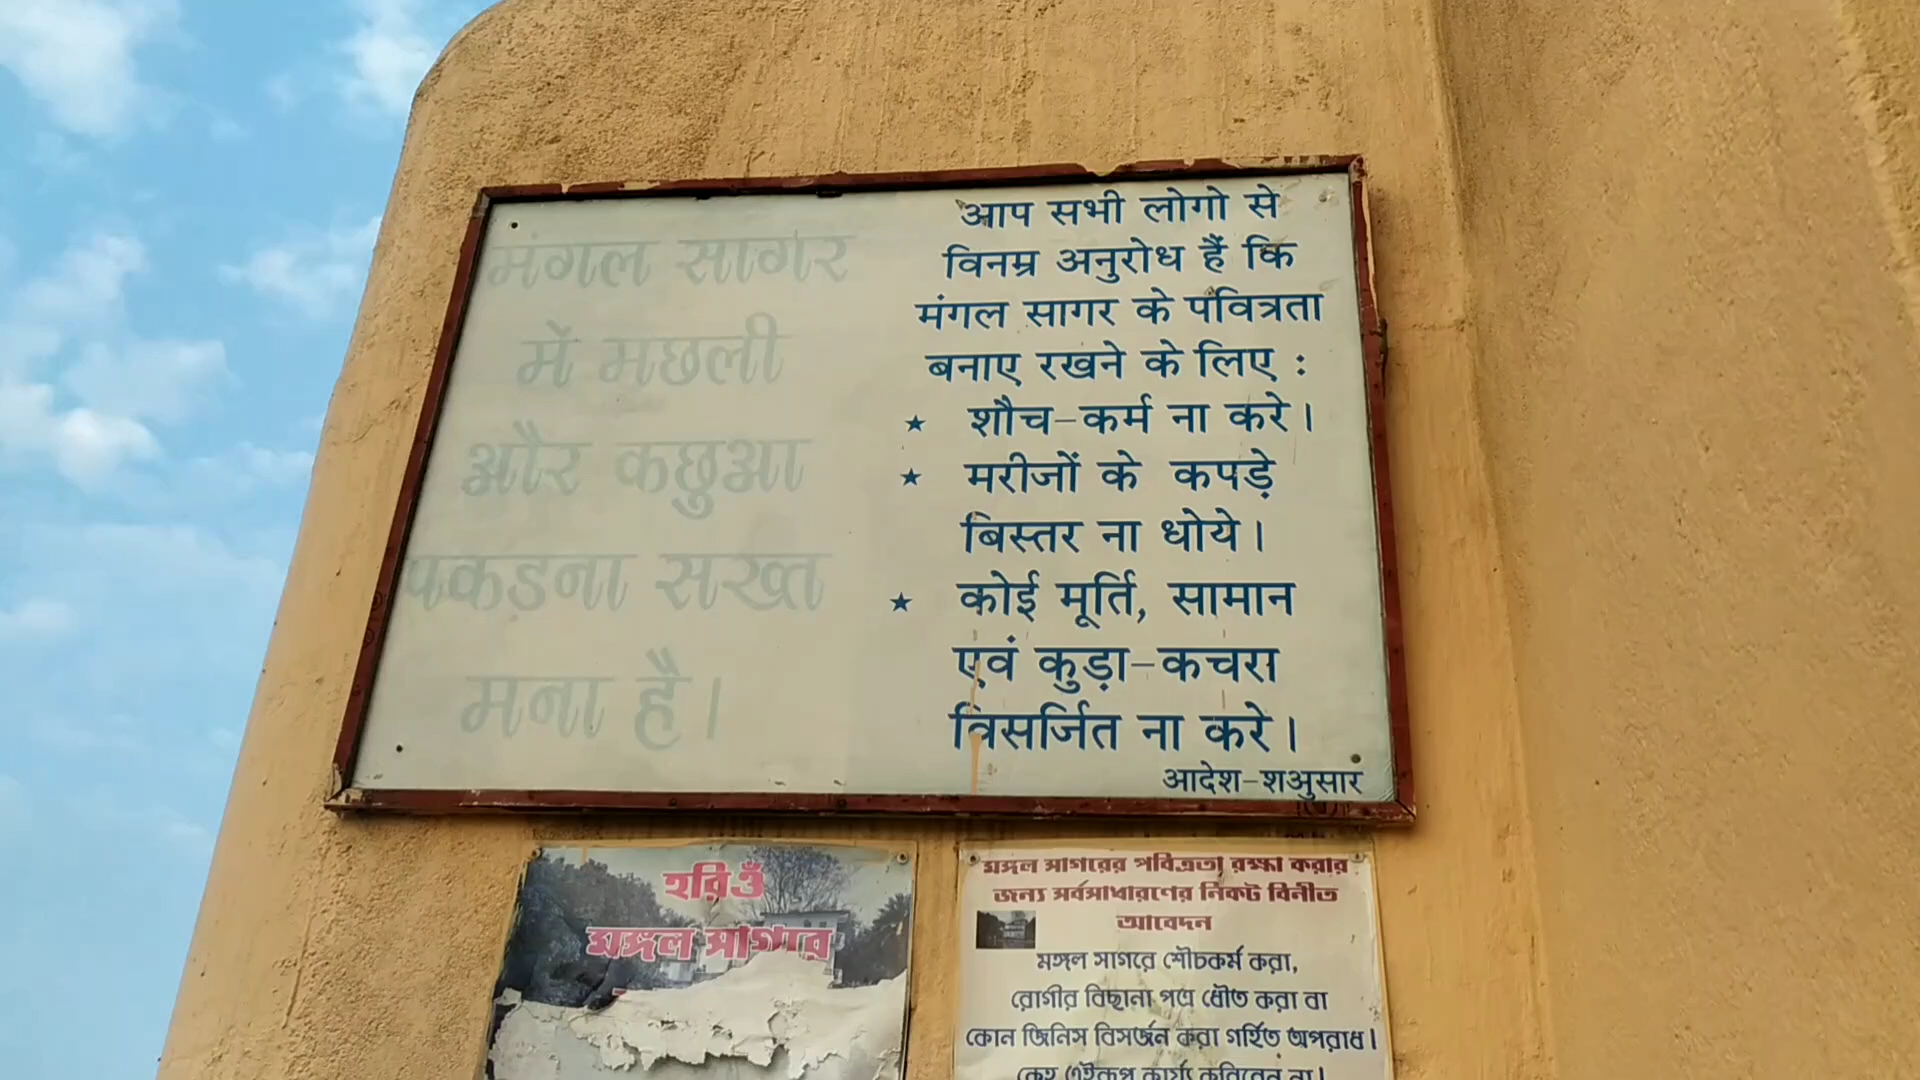 मंगल सागर
में मछली
और कछुआ
पकड़ना सख्त
मना है।
आप सभी लोगो से
विनम्र अनुरोध हैं कि
मंगल सागर के पवित्रता
बनाए रखने के लिए :
★ शौच-कर्म ना करे।
★ मरीजों के कपड़े
बिस्तर ना धोये।
★ कोई मूर्ति, सामान
एवं कुड़ा-कचरा
विसर्जित ना करे।
आदेश-शअुसार
হরিওঁ
মঙ্গল সাগরে
মঙ্গল সাগরের পবিত্রতা রক্ষা করার
জন্য সর্বসাধারণের নিকট বিনীত
আবেদন
মঙ্গল সাগরে শৌচকর্ম করা,
রোগীর বিছানা পত্র ধৌত করা বা
কোন জিনিস বিসর্জন করা গর্হিত অপরাধ।
কেহ এইরূপ কার্য্য করিবেন না।